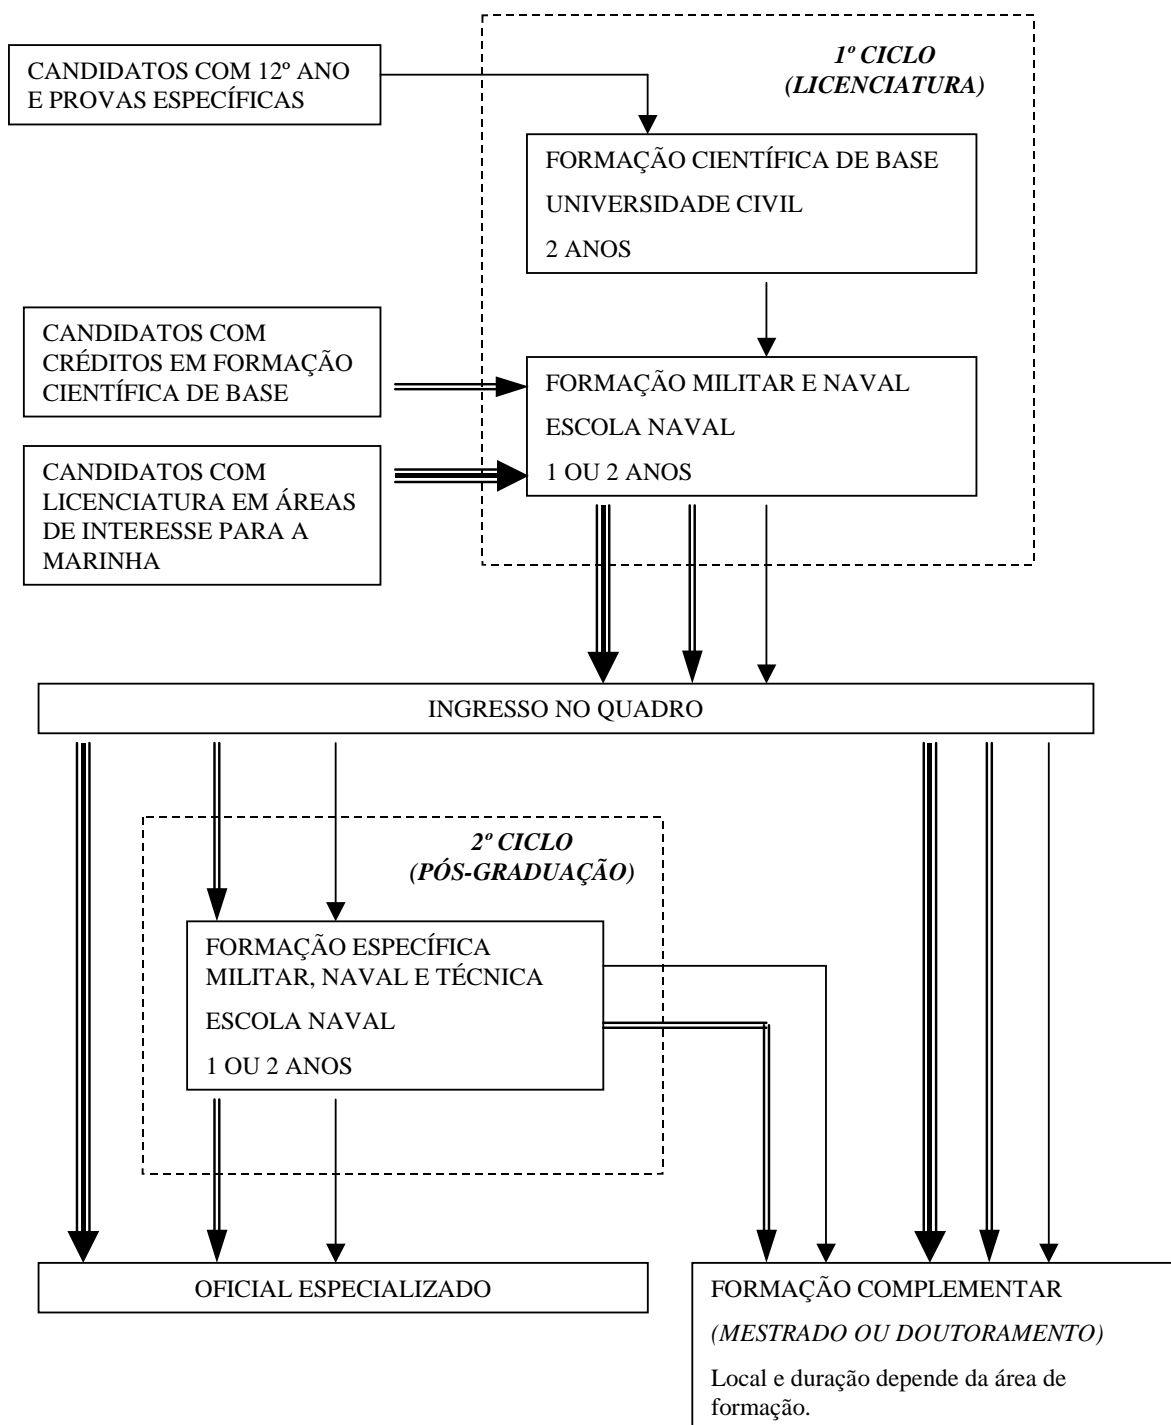 1º CICLO
(LICENCIATURA)
CANDIDATOS COM 12º ANO
E PROVAS ESPECÍFICAS
FORMAÇÃO CIENTÍFICA DE BASE
UNIVERSIDADE CIVIL
2 ANOS
CANDIDATOS COM
CRÉDITOS EM FORMAÇÃO
CIENTÍFICA DE BASE
FORMAÇÃO MILITAR E NAVAL
ESCOLA NAVAL
1 OU 2 ANOS
CANDIDATOS COM
LICENCIATURA EM ÁREAS
DE INTERESSE PARA A
MARINHA
INGRESSO NO QUADRO
2º CICLO
(PÓS-GRADUAÇÃO)
FORMAÇÃO ESPECÍFICA
MILITAR, NAVAL E TÉCNICA
ESCOLA NAVAL
1 OU 2 ANOS
OFICIAL ESPECIALIZADO
FORMAÇÃO COMPLEMENTAR
(MESTRADO OU DOUTORAMENTO)
Local e duração depende da área de
formação.